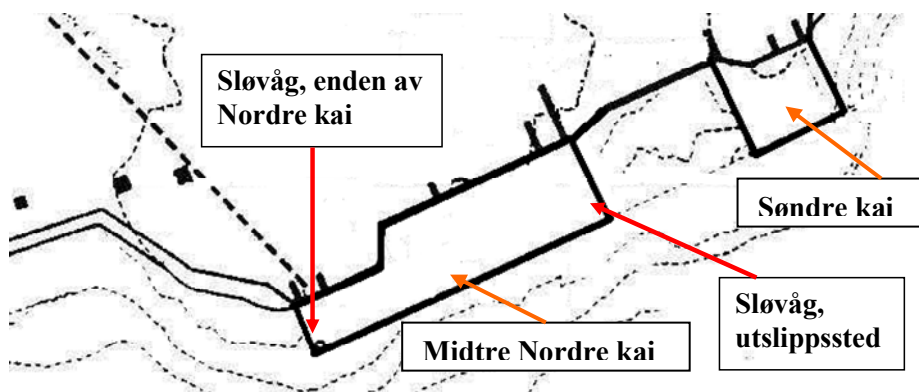 Sløvåg, enden av
Nordre kai
Søndre kai
Sløvåg,
utslippssted
Midtre Nordre kai